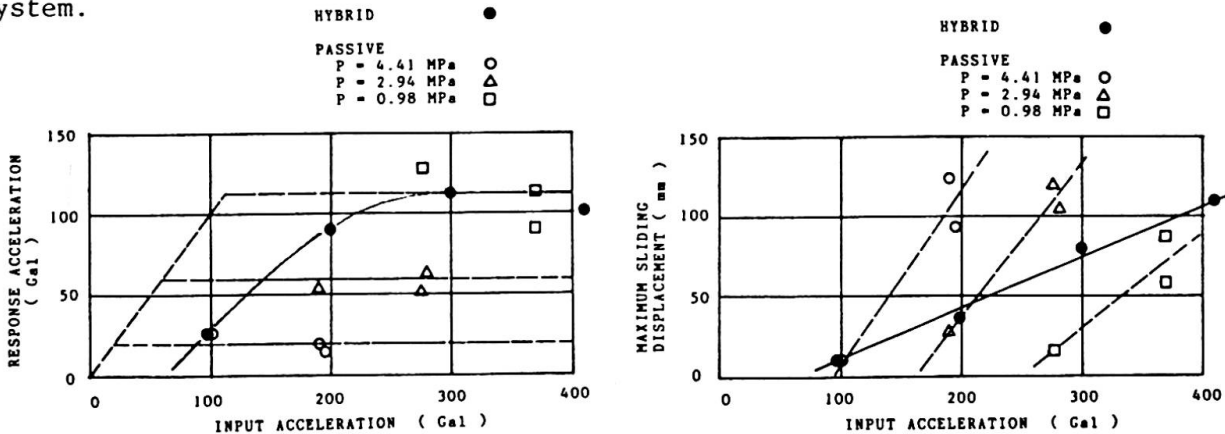 ystem.
HYBRID ●
PASSIVE
P = 4.41 MPa ○
P = 2.94 MPa △
P = 0.98 MPa □
RESPONSE ACCELERATION
( Gal )
150
100
50
0
0 100 200 300 400
INPUT ACCELERATION ( Gal )
HYBRID ●
PASSIVE
P = 4.41 MPa ○
P = 2.94 MPa △
P = 0.98 MPa □
MAXIMUM SLIDING
DISPLACEMENT ( mm )
150
100
50
0
0 100 200 300 400
INPUT ACCELERATION ( Gal )